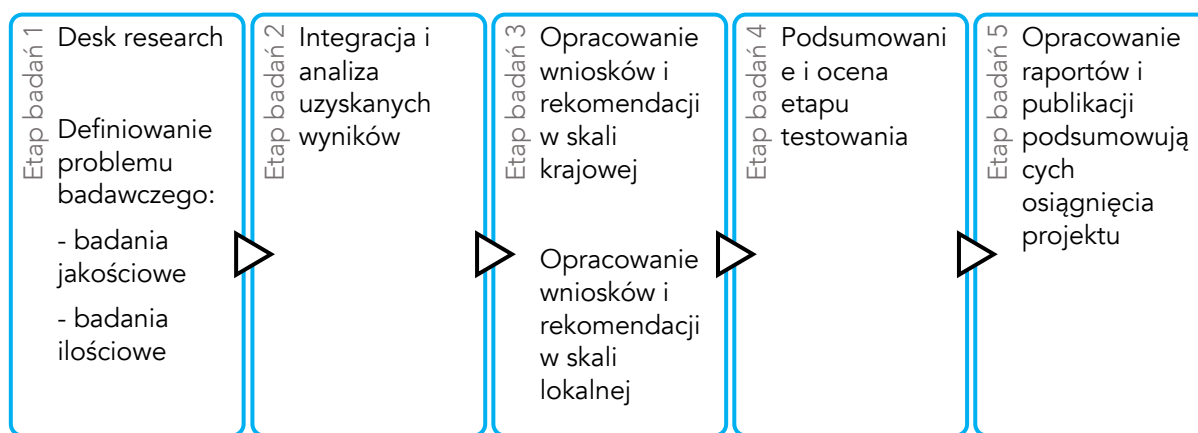 Etap badań 1
Desk research
Definiowanie
problemu
badawczego:
- badania
jakościowe
- badania
ilościowe
Etap badań 2
Integracja i
analiza
uzyskanych
wyników
Etap badań 3
Opracowanie
wniosków i
rekomendacji
w skali
krajowej
Opracowanie
wniosków i
rekomendacji
w skali
lokalnej
Etap badań 4
Podsumowani
e i ocena
etapu
testowania
Etap badań 5
Opracowanie
raportów i
publikacji
podsumowują
cych
osiągnięcia
projektu